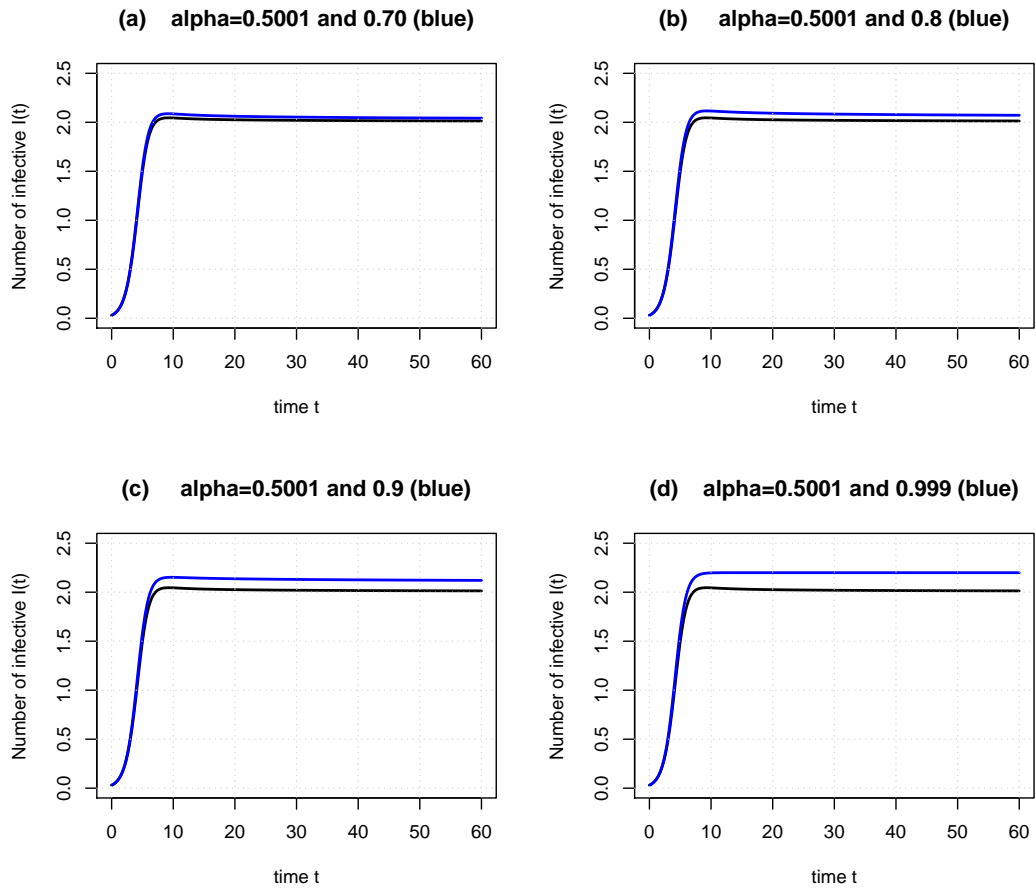 (a) alpha=0.5001 and 0.70 (blue)
Number of infective I(t)
2.5
2.0
1.5
1.0
0.5
0.0
0 10 20 30 40 50 60
time t
(b) alpha=0.5001 and 0.8 (blue)
Number of infective I(t)
2.5
2.0
1.5
1.0
0.5
0.0
0 10 20 30 40 50 60
time t
(c) alpha=0.5001 and 0.9 (blue)
Number of infective I(t)
2.5
2.0
1.5
1.0
0.5
0.0
0 10 20 30 40 50 60
time t
(d) alpha=0.5001 and 0.999 (blue)
Number of infective I(t)
2.5
2.0
1.5
1.0
0.5
0.0
0 10 20 30 40 50 60
time t